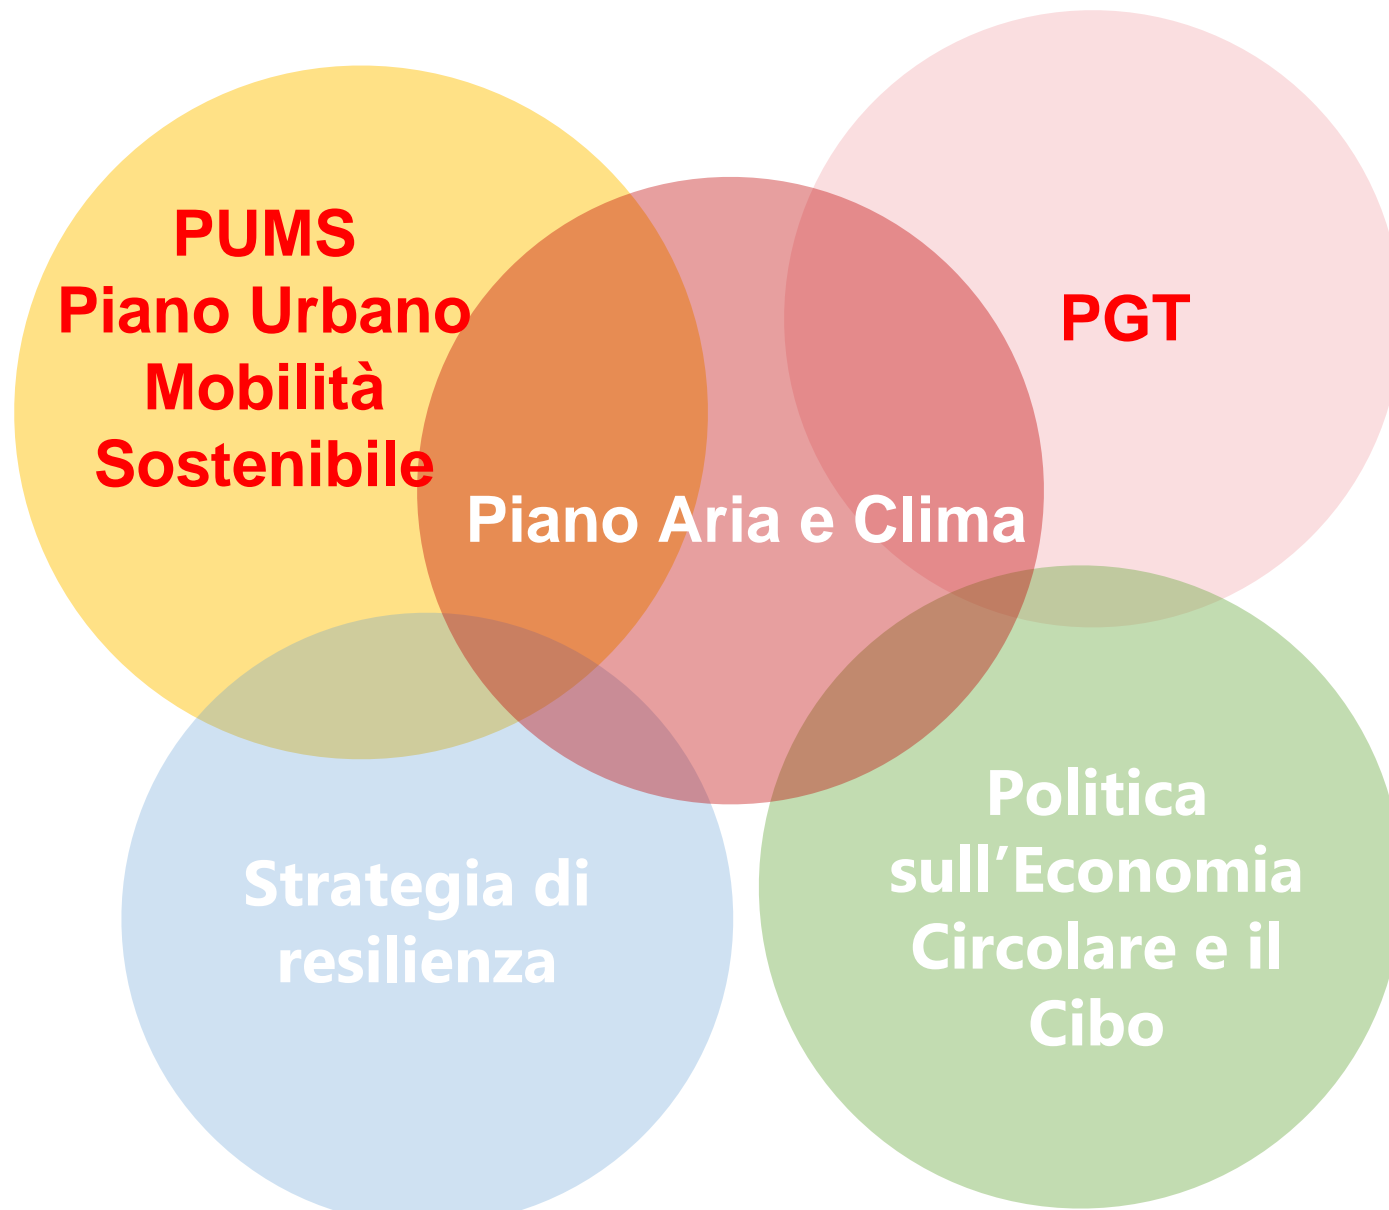 PUMS
Piano Urbano
Mobilità
Sostenibile
PGT
Piano Aria e Clima
Strategia di
resilienza
Politica
sull’Economia
Circolare e il
Cibo